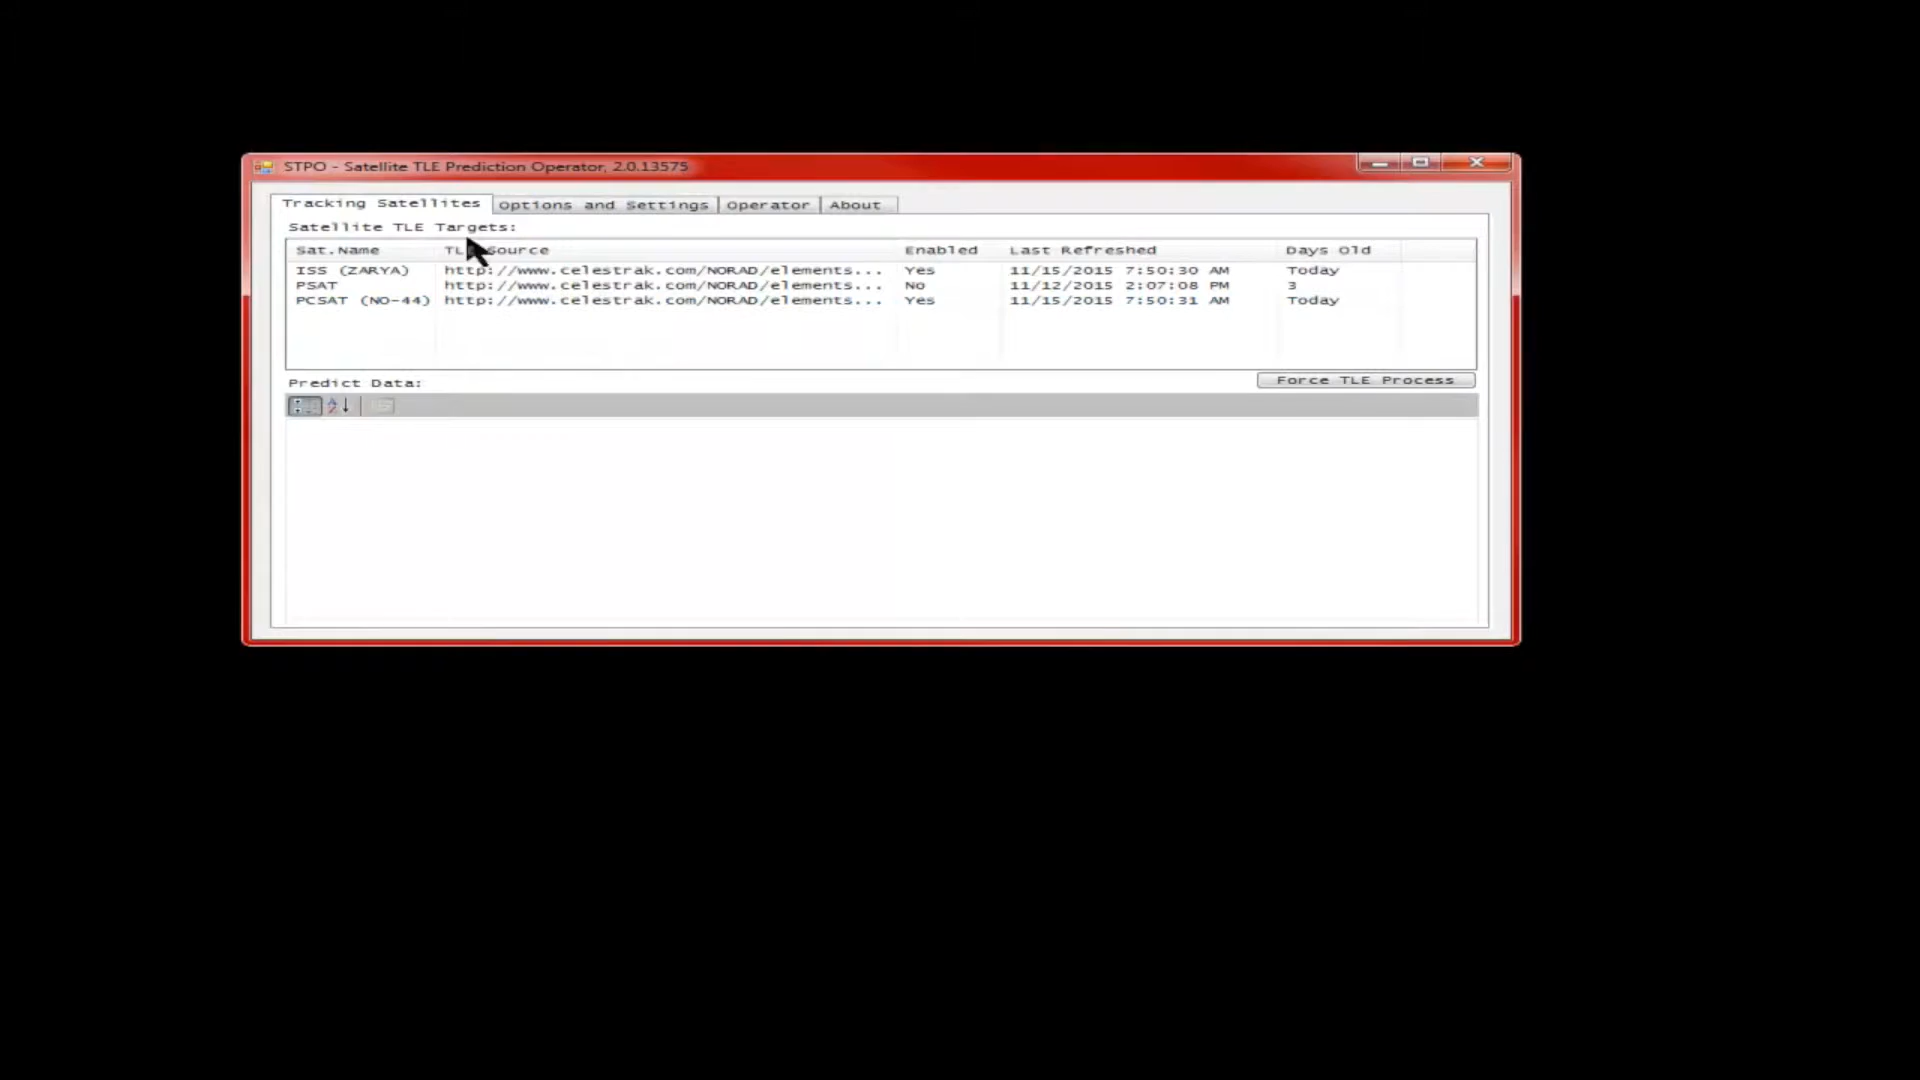 STPO - Satellite TLE Prediction Operator, 2.0.13575
Tracking Satellites Options and Settings Operator About
Satellite TLE Targets:
Sat.Name TLE Source Enabled Last Refreshed Days Old
ISS (ZARYA) http://www.celestrak.com/NORAD/elements... Yes 11/15/2015 7:50:30 AM Today
PSAT http://www.celestrak.com/NORAD/elements... No 11/12/2015 2:07:08 PM 3
PCSAT (NO-44) http://www.celestrak.com/NORAD/elements... Yes 11/15/2015 7:50:31 AM Today
Predict Data: Force TLE Process